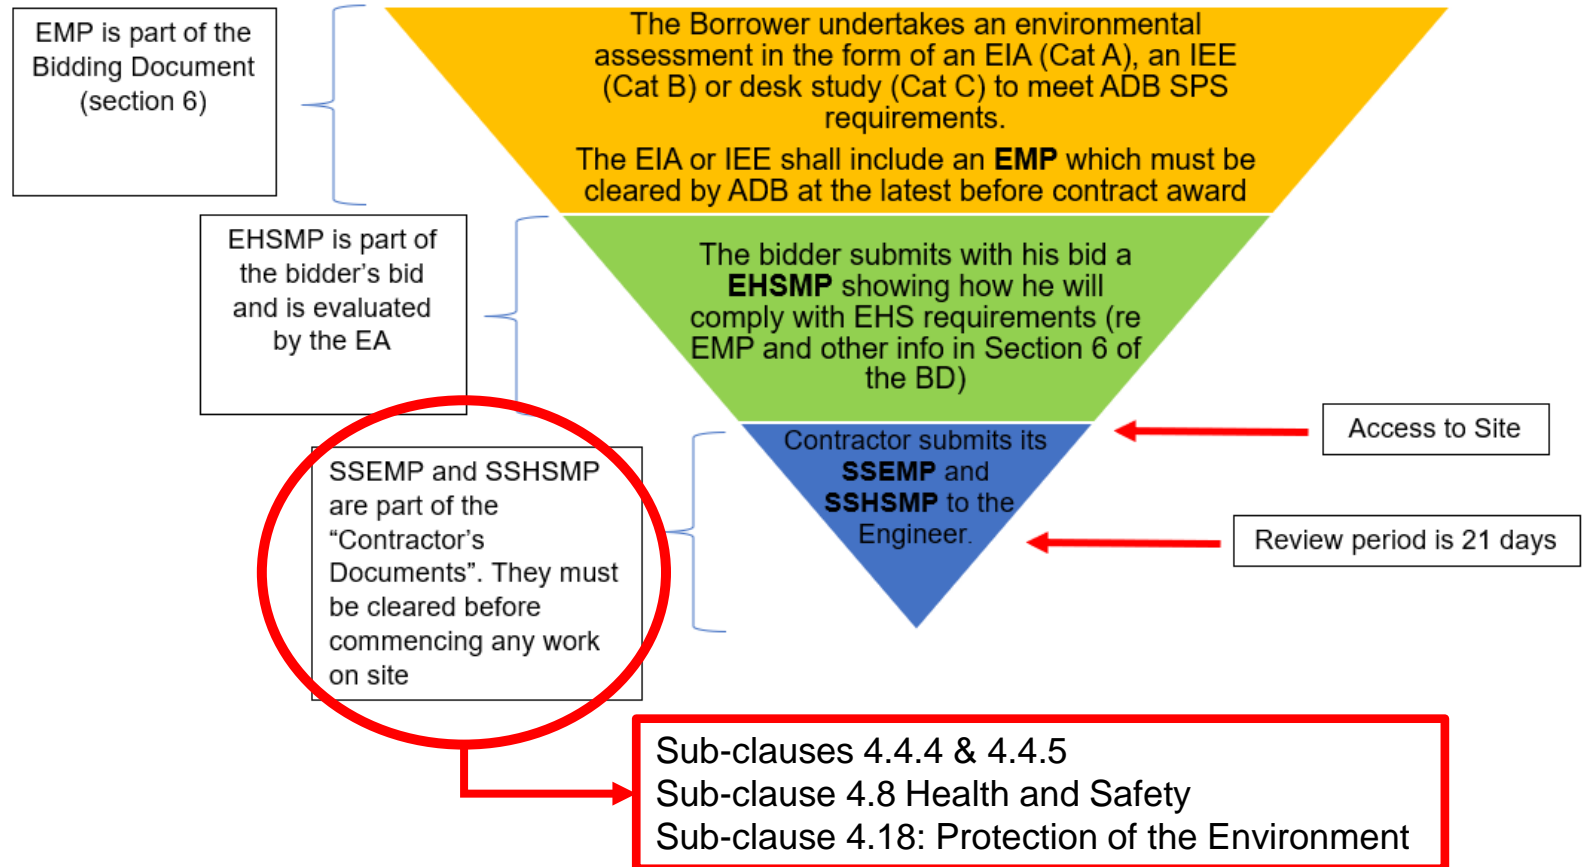 EMP is part of the
Bidding Document
(section 6)
The Borrower undertakes an environmental
assessment in the form of an EIA (Cat A), an IEE
(Cat B) or desk study (Cat C) to meet ADB SPS
requirements.
The EIA or IEE shall include an EMP which must be
cleared by ADB at the latest before contract award
EHSMP is part of
the bidder’s bid
and is evaluated
by the EA
The bidder submits with his bid a
EHSMP showing how he will
comply with EHS requirements (re
EMP and other info in Section 6 of
the BD)
SSEMP and SSHSMP
are part of the
“Contractor’s
Documents”. They must
be cleared before
commencing any work
on site
Contractor submits its
SSEMP and
SSHSMP to the
Engineer.
Access to Site
Review period is 21 days
Sub-clauses 4.4.4 & 4.4.5
Sub-clause 4.8 Health and Safety
Sub-clause 4.18: Protection of the Environment